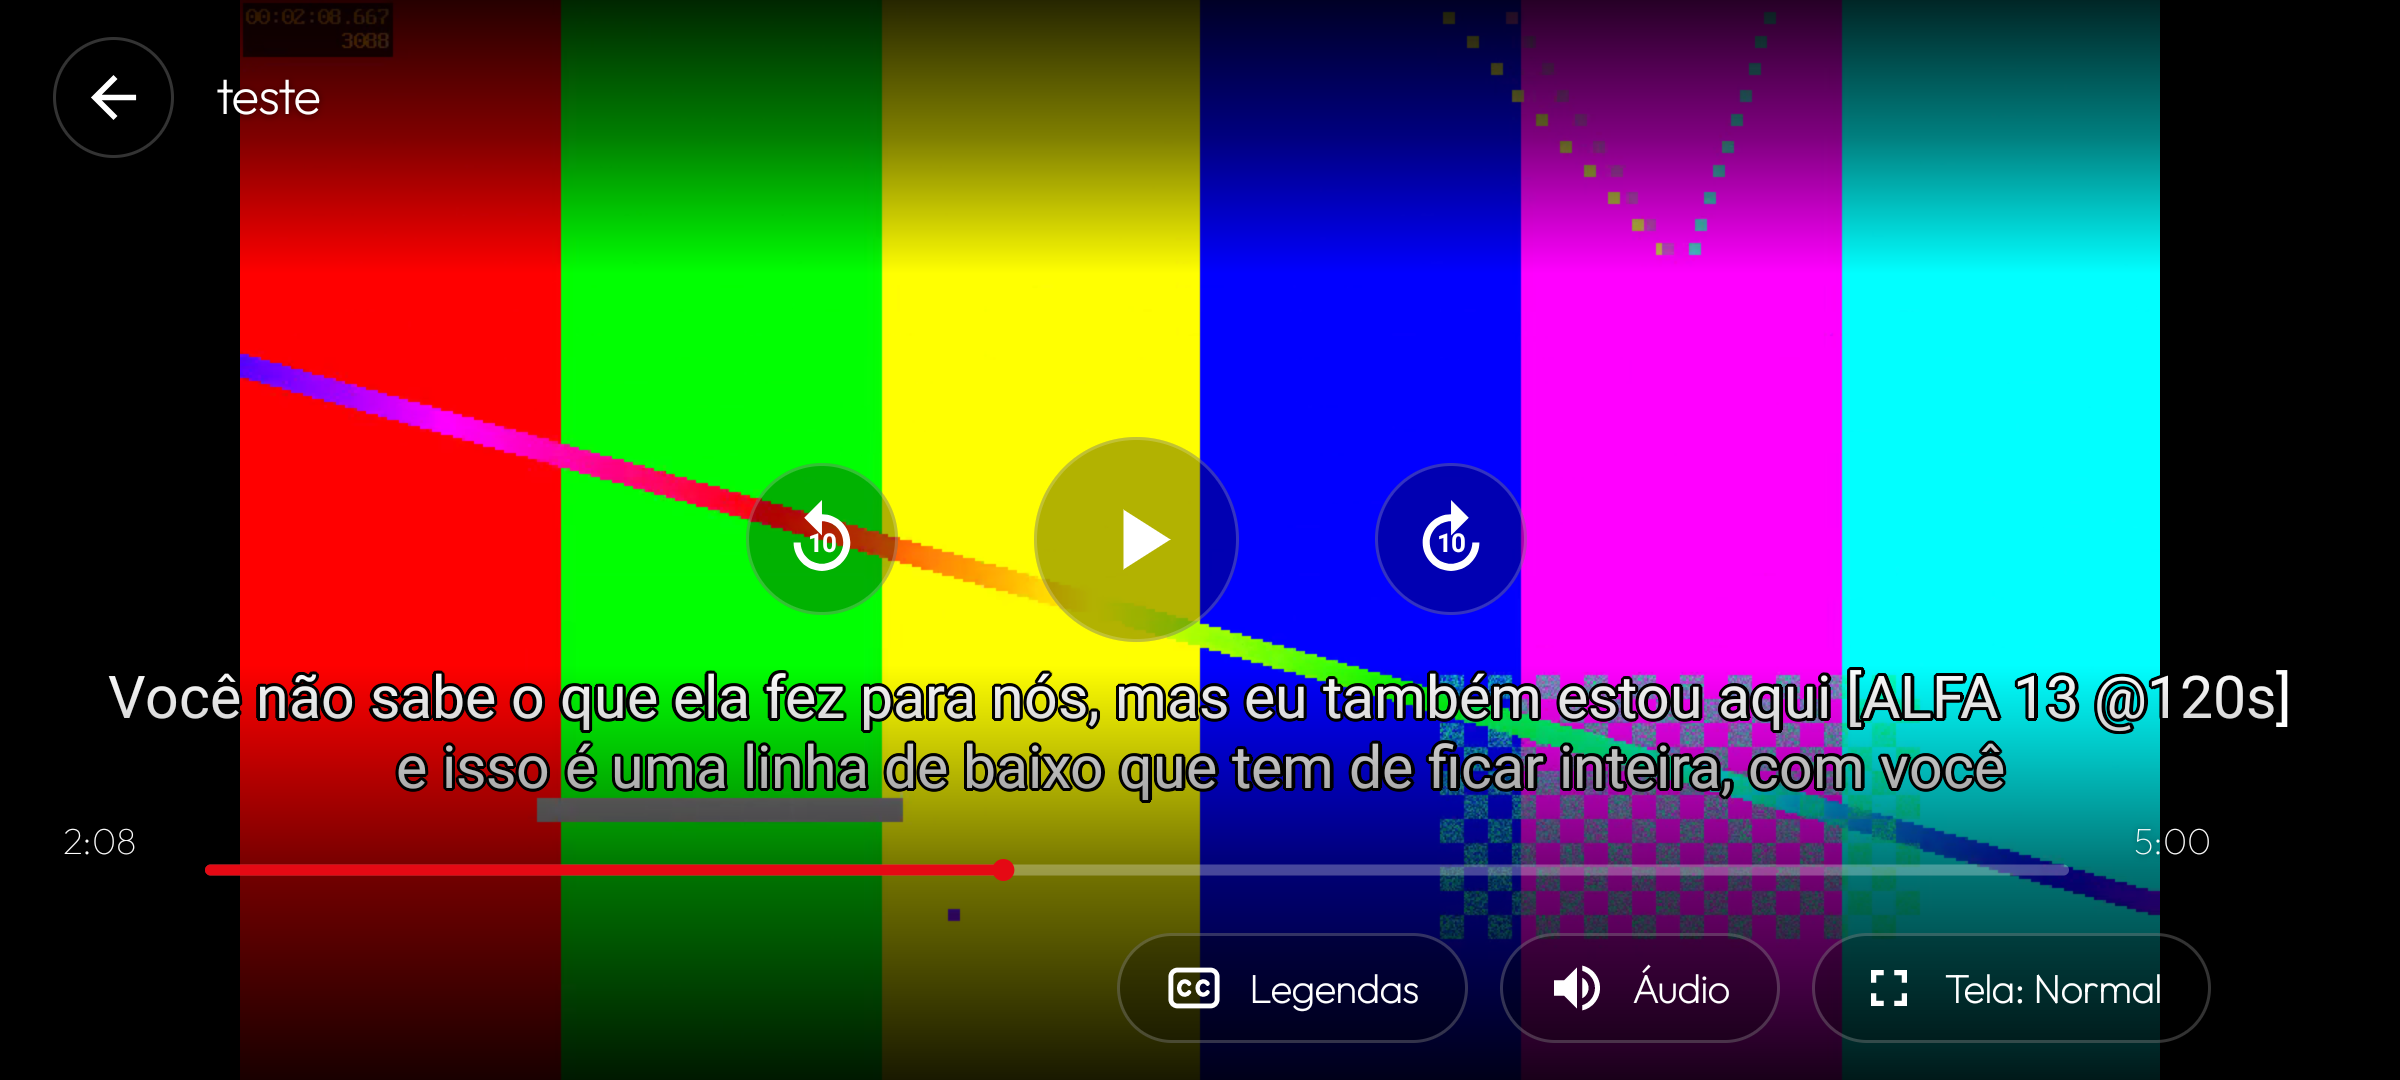 00:02:08.667
3088
teste
10
10
Você não sabe o que ela fez para nós, mas eu também estou aqui [ALFA 13 @120s]
e isso é uma linha de baixo que tem de ficar inteira, com você
2:08
5:00
CC Legendas
Áudio
Tela: Normal